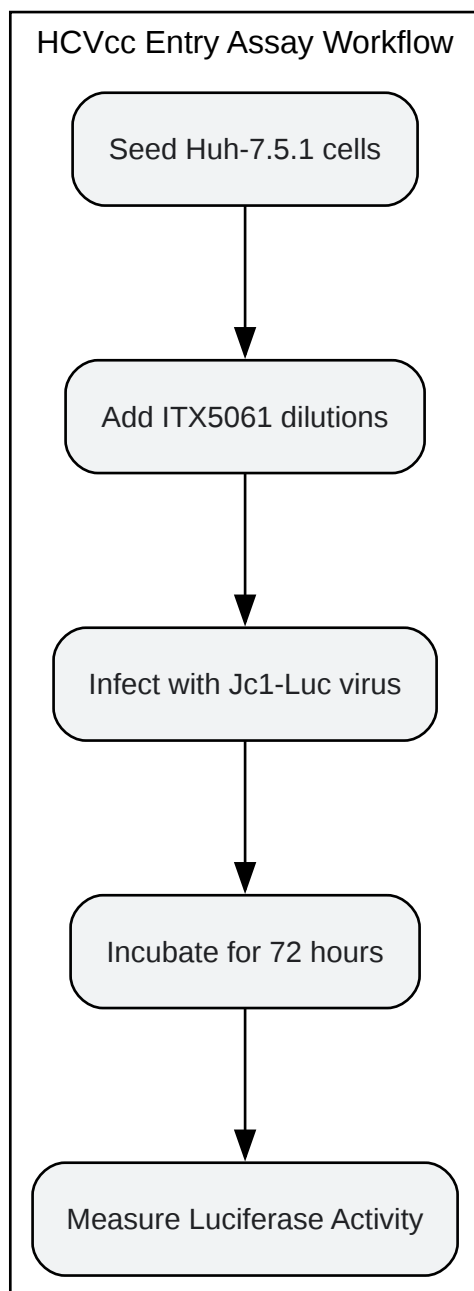 HCVcc Entry Assay Workflow
Seed Huh-7.5.1 cells
Add ITX5061 dilutions
Infect with Jc1-Luc virus
Incubate for 72 hours
Measure Luciferase Activity